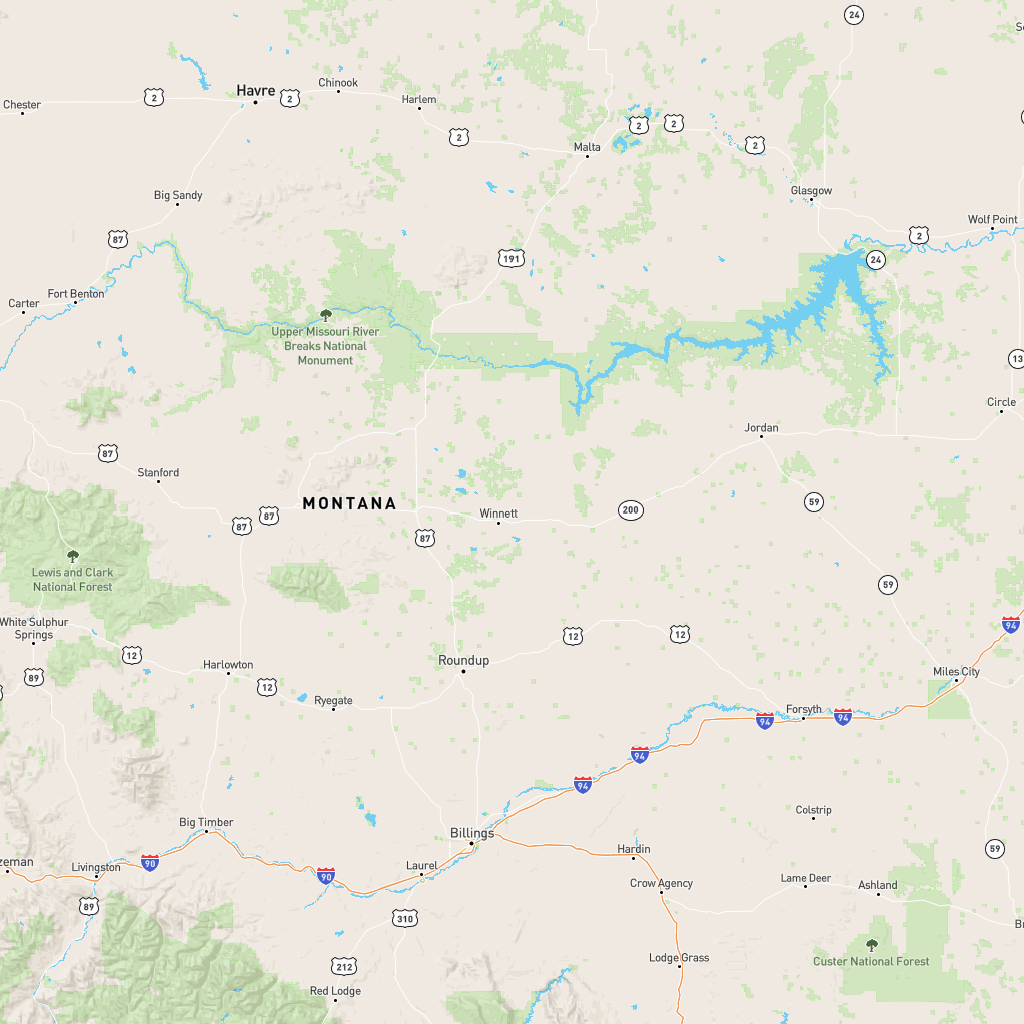 24
Chinook
Havre
2
2
Harlem
Chester
2
2
2
2
Malta
Glasgow
Big Sandy
Wolf Point
87
2
191
24
Fort Benton
Carter
Upper Missouri River
Breaks National
Monument
13
Circle
Jordan
87
Stanford
MONTANA
59
200
Winnett
87
87
87
Lewis and Clark
National Forest
59
White Sulphur
Springs
94
12
12
12
Roundup
Harlowton
Miles City
89
12
Ryegate
Forsyth
94
94
94
94
Colstrip
Big Timber
Billings
59
Hardin
zeman
Livingston
90
Laurel
90
Crow Agency
Lame Deer
Ashland
89
310
Br
Lodge Grass
Custer National Forest
212
Red Lodge